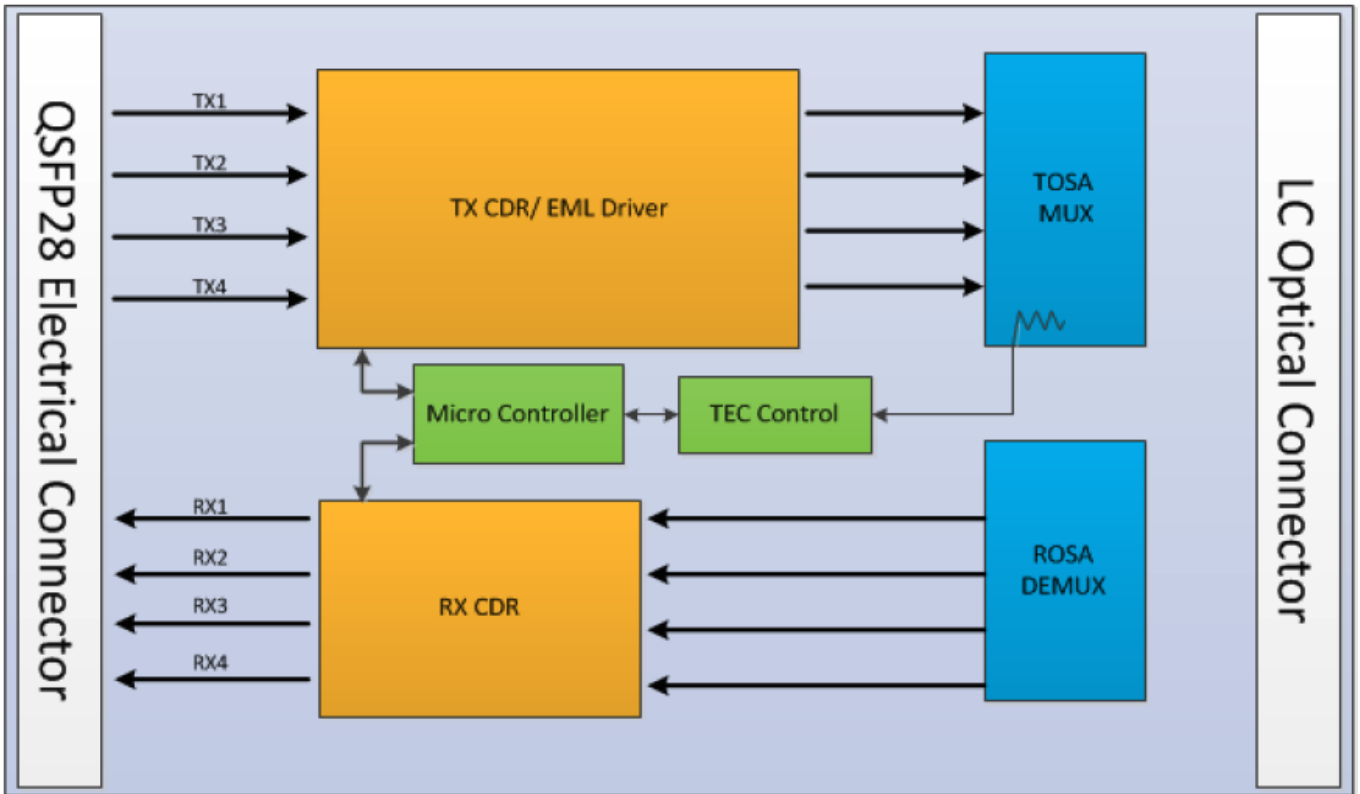 QSFP28 Electrical Connector
TX1
TX2
TX3
TX4
TX CDR/ EML Driver
TOSA
MUX
Micro Controller
TEC Control
RX1
RX2
RX3
RX4
RX CDR
ROSA
DEMUX
LC Optical Connector